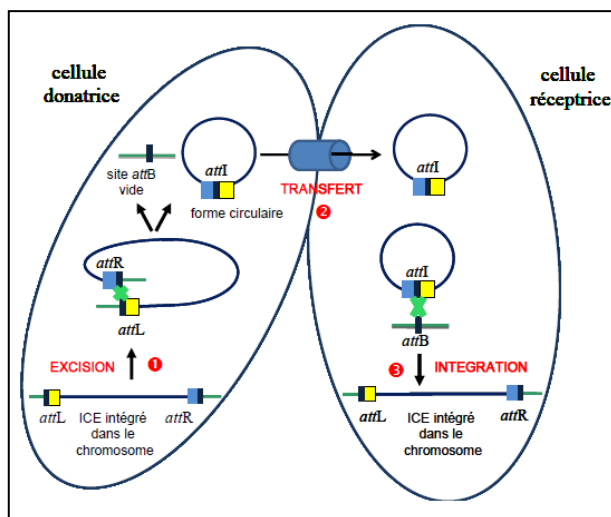 cellule
donatrice
cellule
réceptrice
attI
attI
site attB
vide
forme circulaire
TRANSFERT
2
attR
attL
attI
attB
EXCISION
1
3
INTEGRATION
attL
ICE intégré
dans le
chromosome
attR
attL
ICE intégré
dans le
chromosome
attR